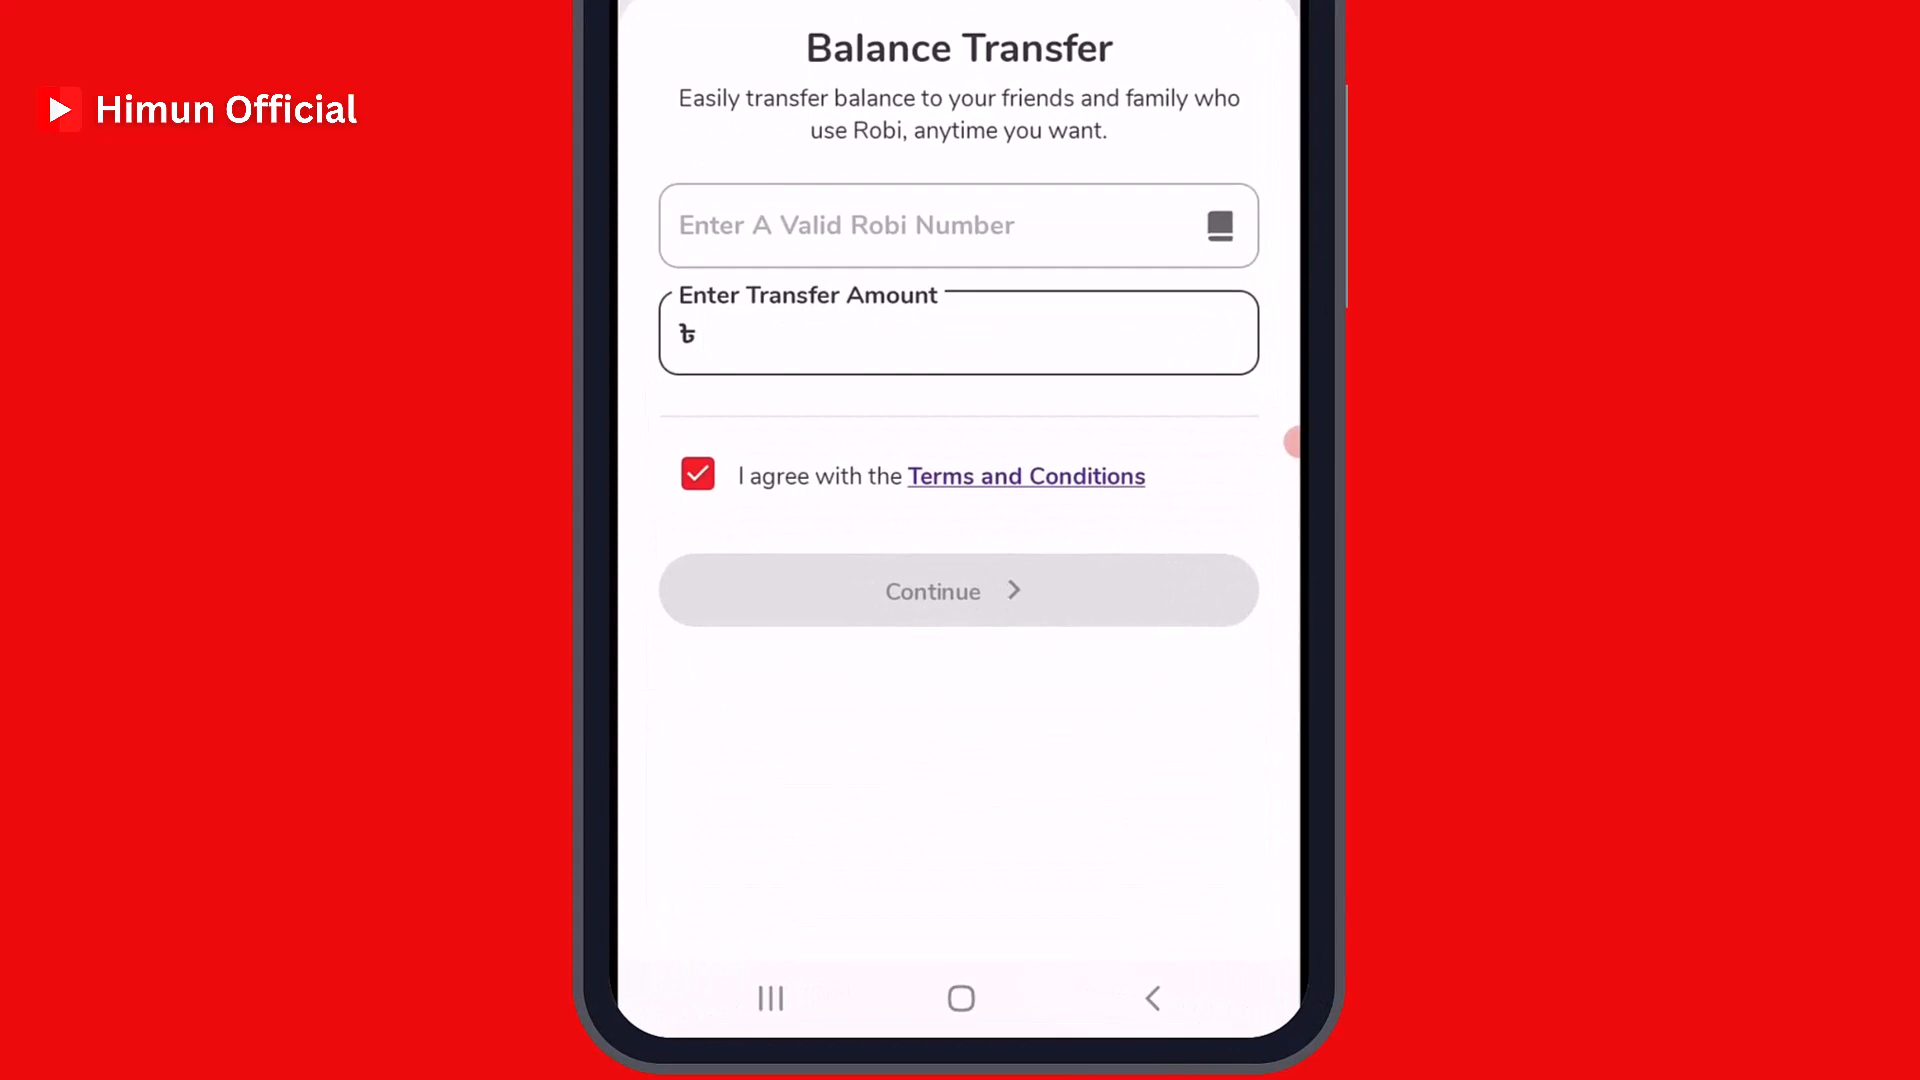 Balance Transfer
Himun Official
Easily transfer balance to your friends and family who
use Robi, anytime you want.
Enter A Valid Robi Number
Enter Transfer Amount
৳
I agree with the Terms and Conditions
Continue